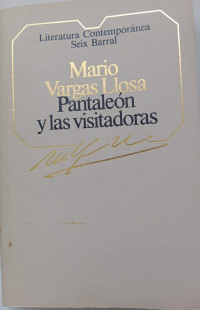 Literatura Contemporánea
Seix Barral
Mario
Vargas Llosa
Pantaleón
y las visitadoras